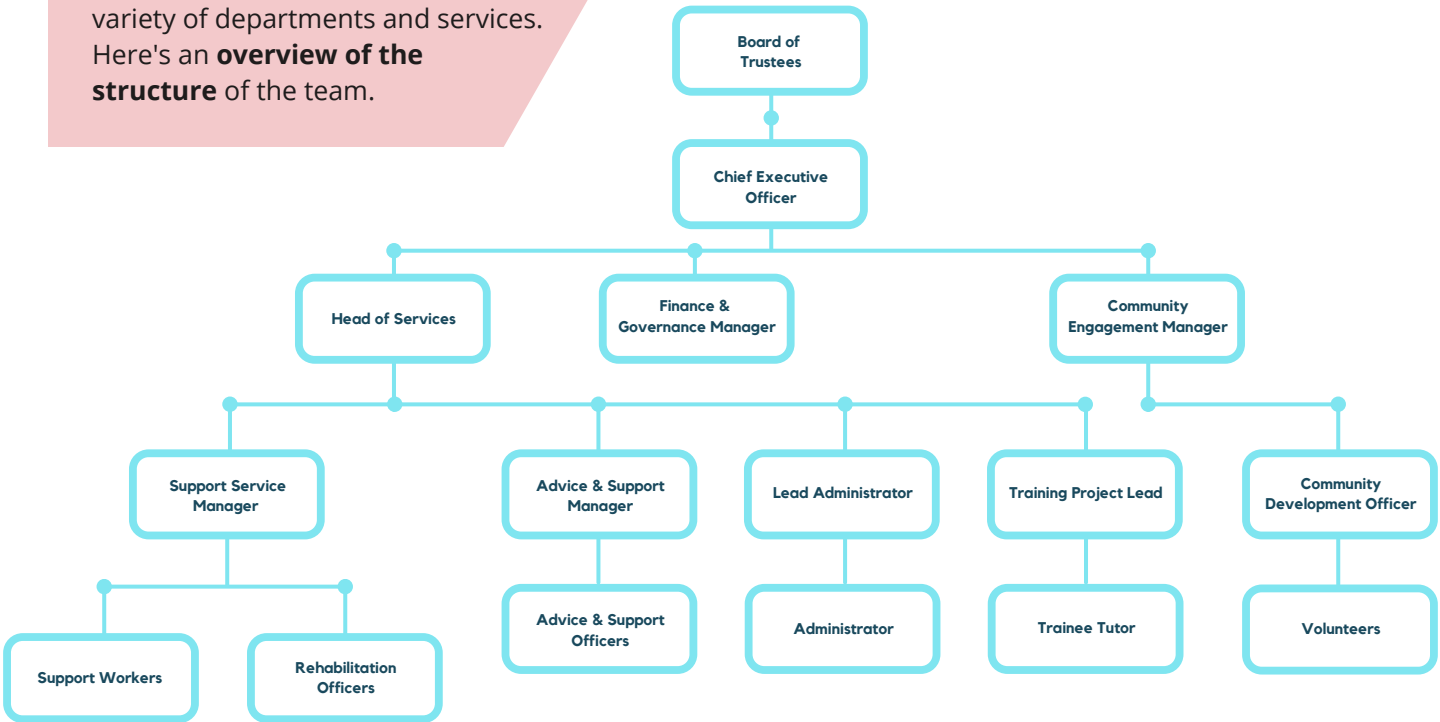 variety of departments and services.
Here's an overview of the
structure of the team.
Board of
Trustees
Chief Executive
Officer
Head of Services
Finance &
Governance Manager
Community
Engagement Manager
Support Service
Manager
Advice & Support
Manager
Lead Administrator
Training Project Lead
Community
Development Officer
Advice & Support
Officers
Administrator
Trainee Tutor
Volunteers
Support Workers
Rehabilitation
Officers